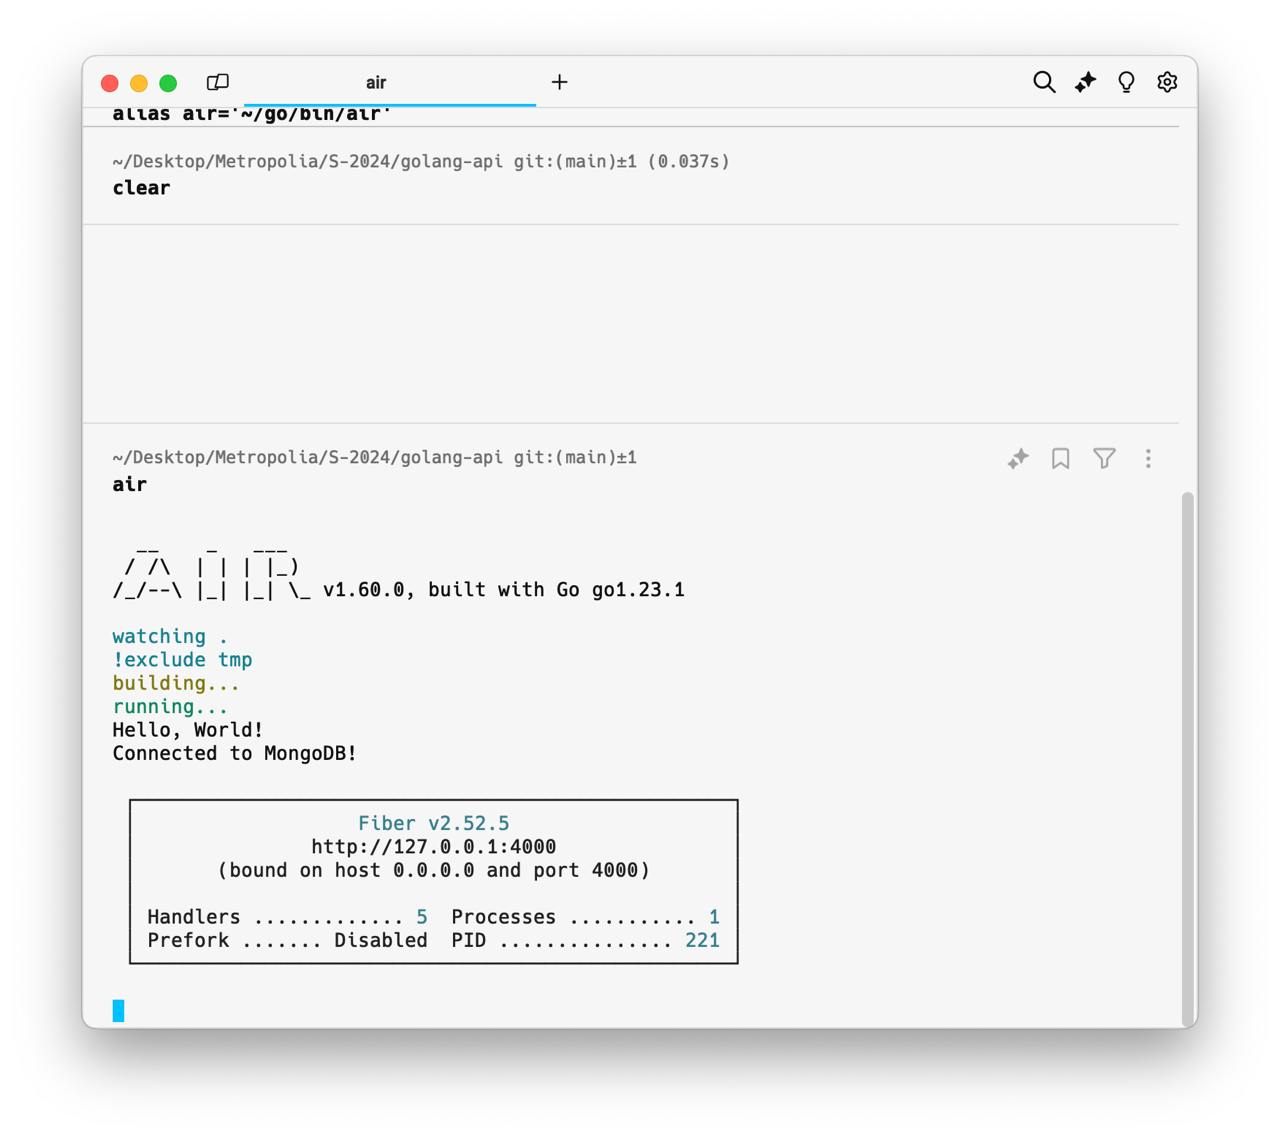 air
alias air='~/go/bin/air'
~/Desktop/Metropolia/S-2024/golang-api git:(main)±1 (0.037s)
clear
~/Desktop/Metropolia/S-2024/golang-api git:(main)±1
air
  __    _   ___
 / /\  | | | |_)
/_/--\ |_| |_| \_ v1.60.0, built with Go go1.23.1
watching .
!exclude tmp
building...
running...
Hello, World!
Connected to MongoDB!
Fiber v2.52.5
http://127.0.0.1:4000
(bound on host 0.0.0.0 and port 4000)
Handlers ............. 5  Processes ........... 1
Prefork ....... Disabled  PID ............... 221